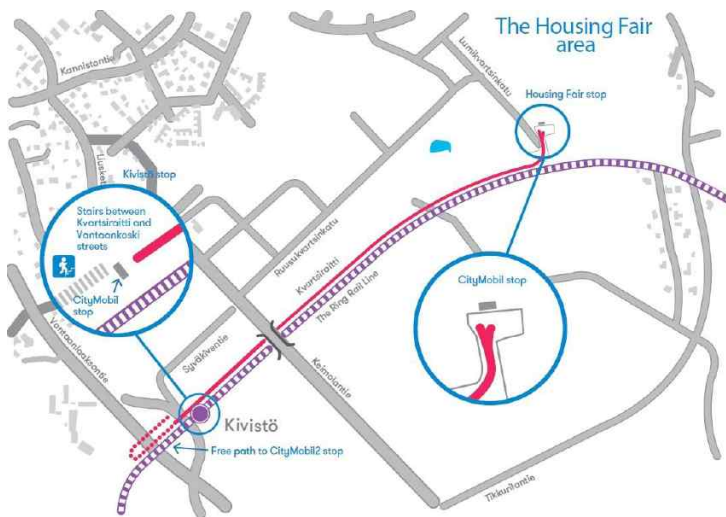 The Housing Fair
area
Kannistontie
Lumikvartsinkatu
Housing Fair stop
Kivistö stop
Stairs between
Kvartsiraitti and
Vantaankoski
streets
CityMobil
stop
Ruusukvartsinkatu
Kvartsiraitti
The Ring Rail Line
CityMobil stop
Vantaanlaaksontie
Syväkiventie
Keimolantie
Kivistö
Free path to CityMobil2 stop
Tikkurilantie